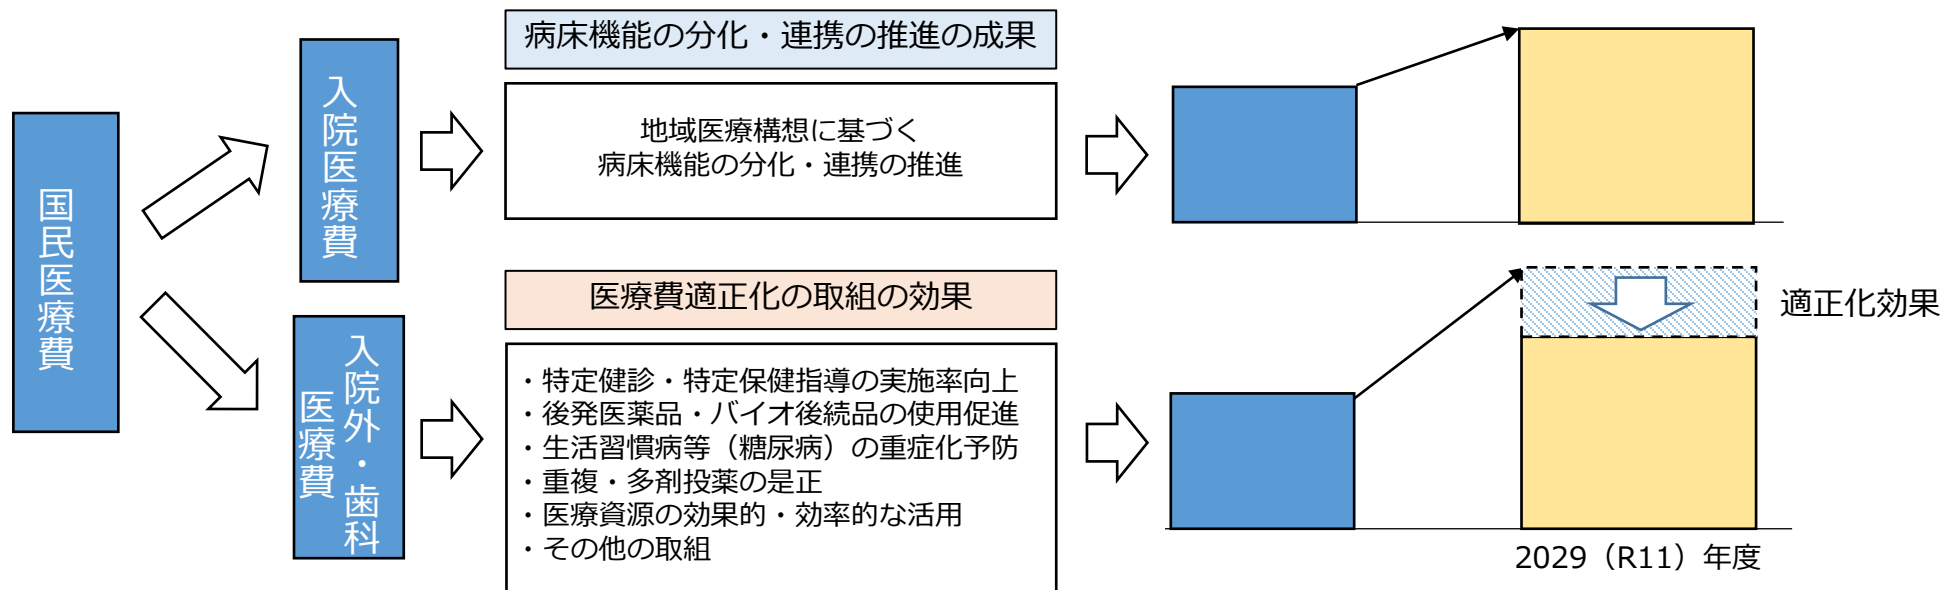 国民医療費
入院医療費
病床機能の分化・連携の推進の成果
地域医療構想に基づく
病床機能の分化・連携の推進
入院外・歯科
医療費
医療費適正化の取組の効果
・特定健診・特定保健指導の実施率向上
・後発医薬品・バイオ後続品の使用促進
・生活習慣病等（糖尿病）の重症化予防
・重複・多剤投薬の是正
・医療資源の効果的・効率的な活用
・その他の取組
適正化効果
2029（R11）年度